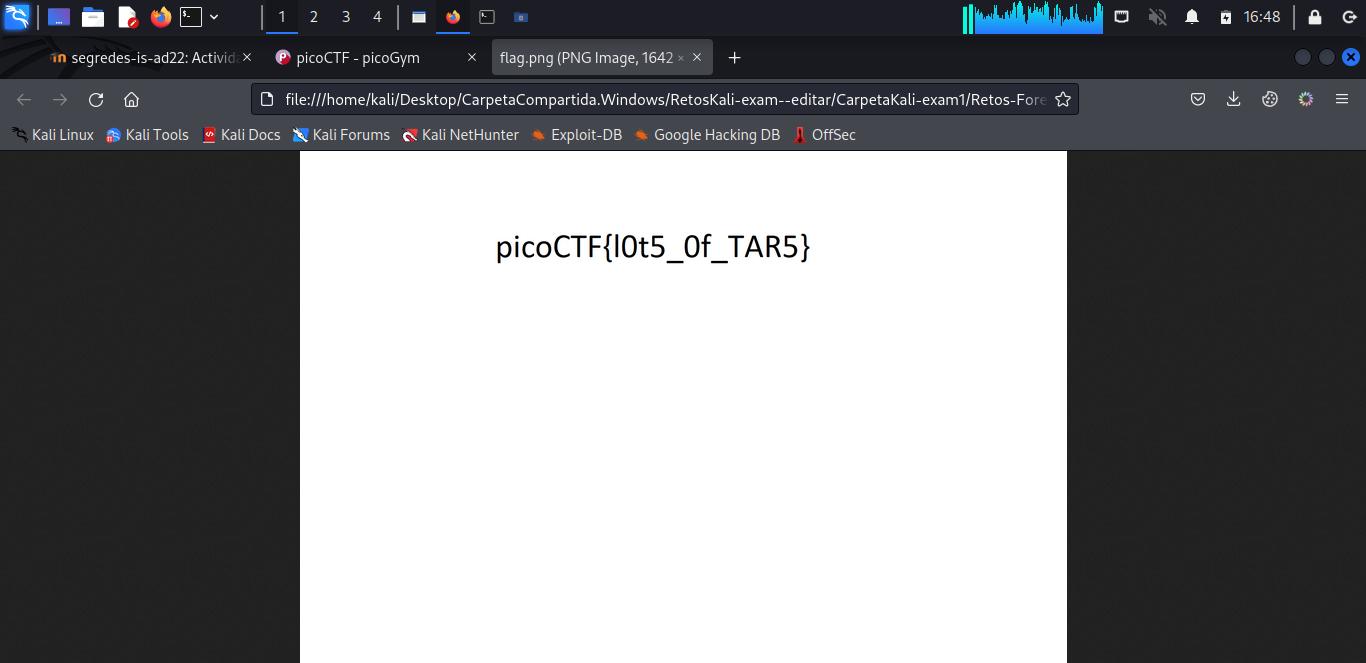 1 2 3 4 16:48
segredes-is-ad22: Activid
picoCTF - picoGym
flag.png (PNG Image, 1642
file:///home/kali/Desktop/CarpetaCompartida.Windows/RetosKali-exam--editar/CarpetaKali-exam1/Retos-Fore
Kali Linux Kali Tools Kali Docs Kali Forums Kali NetHunter Exploit-DB Google Hacking DB OffSec
picoCTF{l0t5_0f_TAR5}